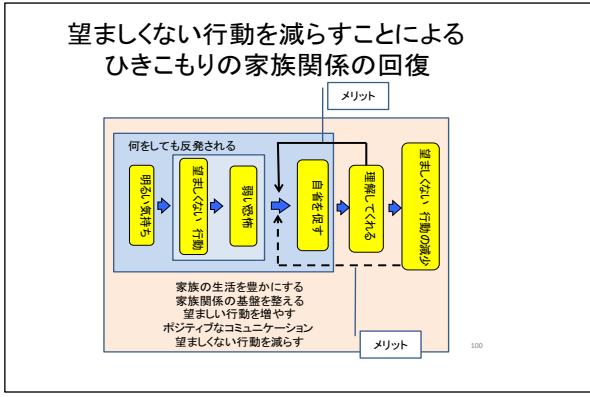 望ましくない行動を減らすことによる
ひきこもりの家族関係の回復
メリット
何をしても反発される
明るい気持ち
望ましくない 行動
弱い恐怖
自省を促す
理解してくれる
望ましくない 行動の減少
家族の生活を豊かにする
家族関係の基盤を整える
望ましい行動を増やす
ポジティブなコミュニケーション
望ましくない行動を減らす
メリット
100